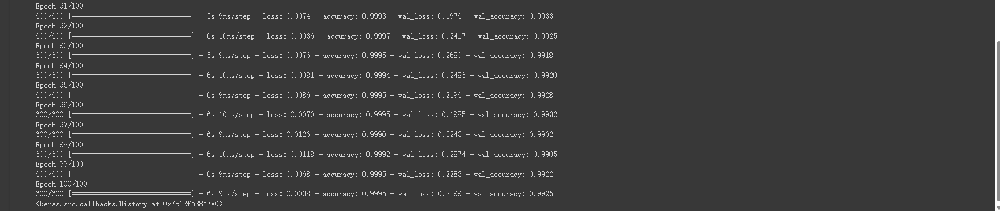 Epoch 91/100
600/600 [==============================] - 5s 9ms/step - loss: 0.0074 - accuracy: 0.9993 - val_loss: 0.1976 - val_accuracy: 0.9933
Epoch 92/100
600/600 [==============================] - 6s 10ms/step - loss: 0.0036 - accuracy: 0.9997 - val_loss: 0.2417 - val_accuracy: 0.9925
Epoch 93/100
600/600 [==============================] - 5s 9ms/step - loss: 0.0076 - accuracy: 0.9995 - val_loss: 0.2680 - val_accuracy: 0.9918
Epoch 94/100
600/600 [==============================] - 6s 10ms/step - loss: 0.0081 - accuracy: 0.9994 - val_loss: 0.2486 - val_accuracy: 0.9920
Epoch 95/100
600/600 [==============================] - 6s 9ms/step - loss: 0.0086 - accuracy: 0.9995 - val_loss: 0.2196 - val_accuracy: 0.9928
Epoch 96/100
600/600 [==============================] - 6s 10ms/step - loss: 0.0070 - accuracy: 0.9995 - val_loss: 0.1985 - val_accuracy: 0.9932
Epoch 97/100
600/600 [==============================] - 6s 9ms/step - loss: 0.0126 - accuracy: 0.9990 - val_loss: 0.3243 - val_accuracy: 0.9902
Epoch 98/100
600/600 [==============================] - 6s 10ms/step - loss: 0.0118 - accuracy: 0.9992 - val_loss: 0.2874 - val_accuracy: 0.9905
Epoch 99/100
600/600 [==============================] - 6s 9ms/step - loss: 0.0068 - accuracy: 0.9995 - val_loss: 0.2283 - val_accuracy: 0.9922
Epoch 100/100
600/600 [==============================] - 6s 9ms/step - loss: 0.0038 - accuracy: 0.9995 - val_loss: 0.2399 - val_accuracy: 0.9925
<keras.src.callbacks.History at 0x7c12f53857e0>